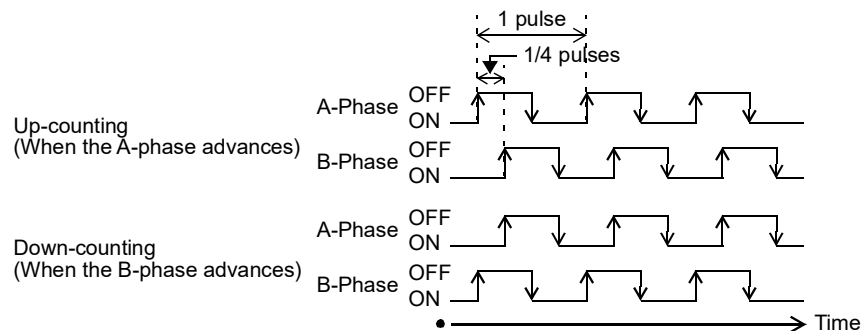 1 pulse
1/4 pulses
Up-counting
(When the A-phase advances)
A-Phase OFF
ON
B-Phase OFF
ON
Down-counting
(When the B-phase advances)
A-Phase OFF
ON
B-Phase OFF
ON
Time